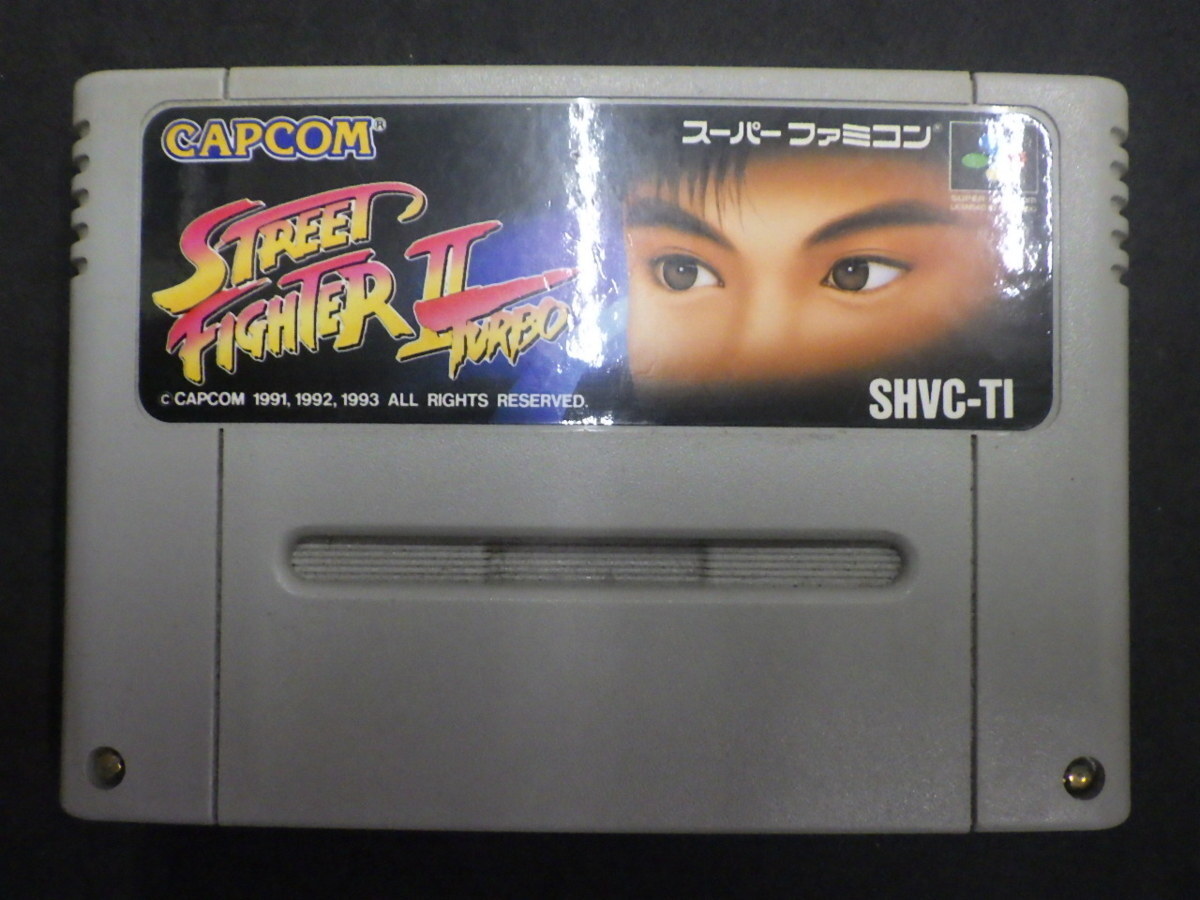 CAPCOM®
スーパーファミコン
STREET
FIGHTER II
TURBO
© CAPCOM 1991, 1992, 1993 ALL RIGHTS RESERVED.
SHVC-TI